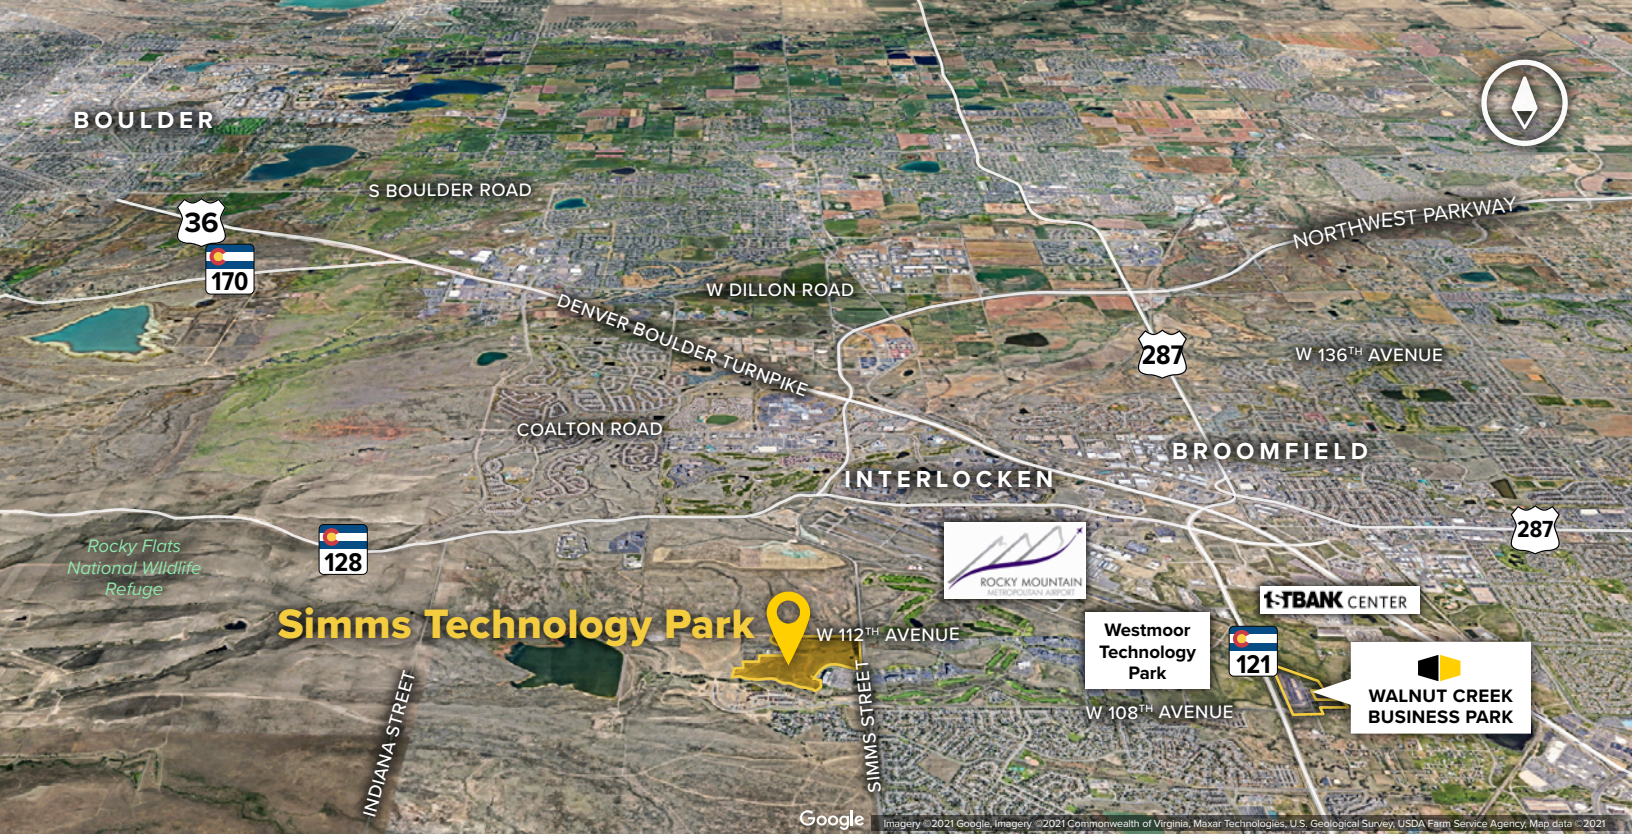 BOULDER
S BOULDER ROAD
36
170
NORTHWEST PARKWAY
W DILLON ROAD
DENVER BOULDER TURNPIKE
287
W 136TH AVENUE
COALTON ROAD
BROOMFIELD
INTERLOCKEN
128
287
Rocky Flats
National WIldlife
Refuge
ROCKY MOUNTAIN
METROPOLITAN AIRPORT
1STBANK CENTER
Simms Technology Park
W 112TH AVENUE
Westmoor
Technology
Park
121
WALNUT CREEK
BUSINESS PARK
W 108TH AVENUE
INDIANA STREET
SIMMS STREET
Google
Imagery ©2021 Google, Imagery ©2021 Commonwealth of Virginia, Maxar Technologies, U.S. Geological Survey, USDA Farm Service Agency, Map data ©2021